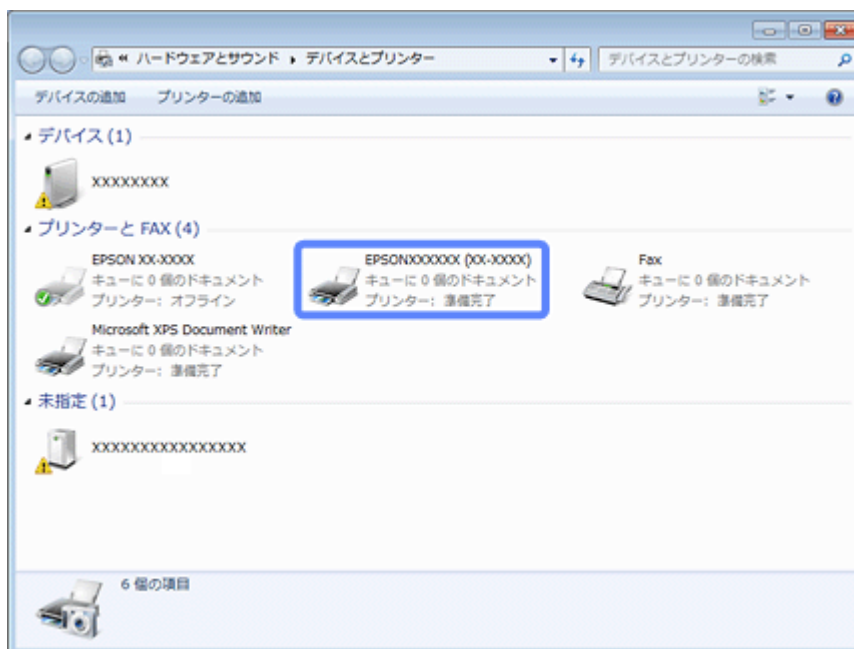 « ハードウェアとサウンド ▸ デバイスとプリンター
デバイスとプリンターの検索
デバイスの追加 プリンターの追加
デバイス (1)
XXXXXXXX
プリンターと FAX (4)
EPSON XX-XXXX
キューに 0 個のドキュメント
プリンター: オフライン
EPSONXXXXXX (XX-XXXX)
キューに 0 個のドキュメント
プリンター: 準備完了
Fax
キューに 0 個のドキュメント
プリンター: 準備完了
Microsoft XPS Document Writer
キューに 0 個のドキュメント
プリンター: 準備完了
未指定 (1)
XXXXXXXXXXXXXXXX
6 個の項目